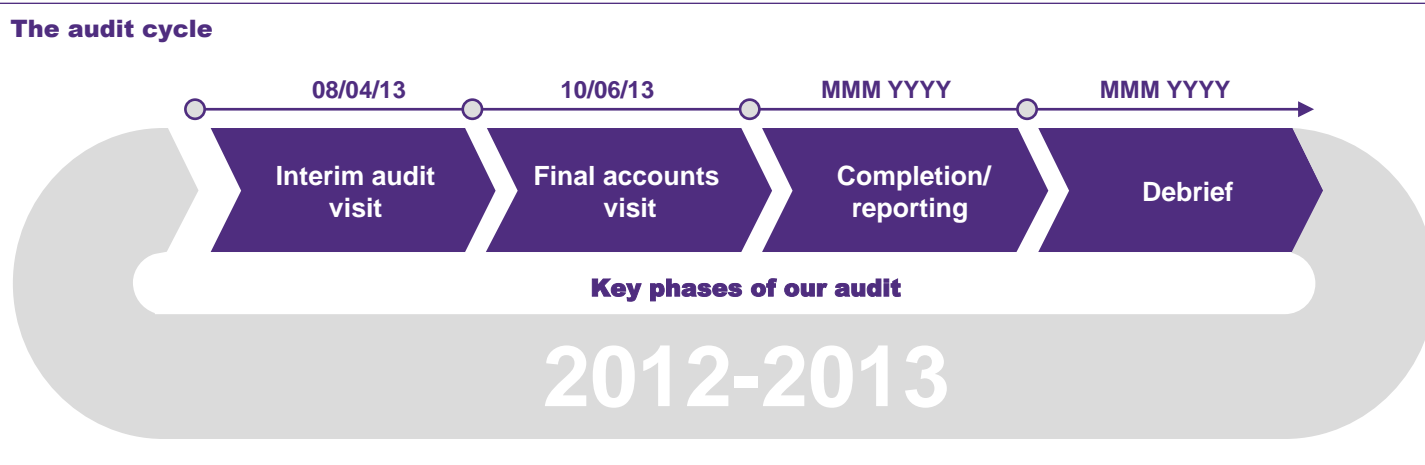 The audit cycle
08/04/13
10/06/13
MMM YYYY
MMM YYYY
Interim audit
visit
Final accounts
visit
Completion/
reporting
Debrief
Key phases of our audit
2012-2013